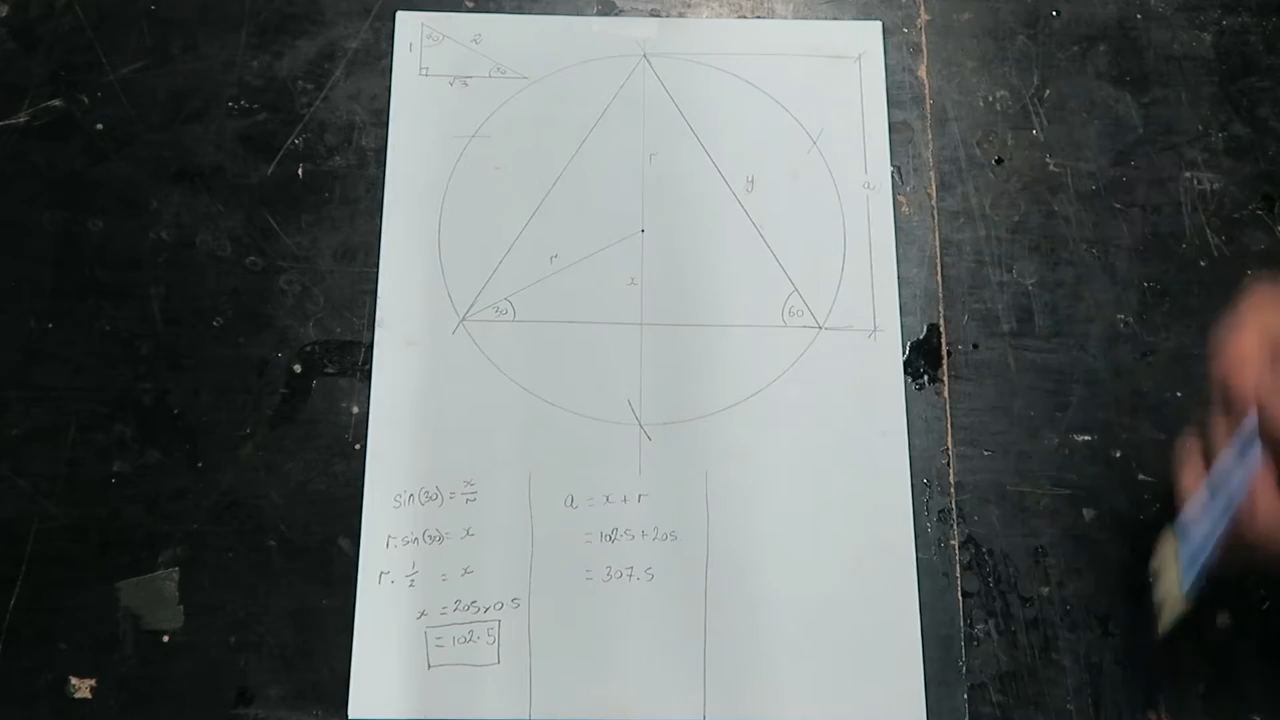 60
2
1
30
√3
r
y
a
r
x
30
60
sin(30) = x/r
r.sin(30) = x
r. 1/2 = x
x = 205 x 0.5
= 102.5
a = x + r
= 102.5 + 205
= 307.5